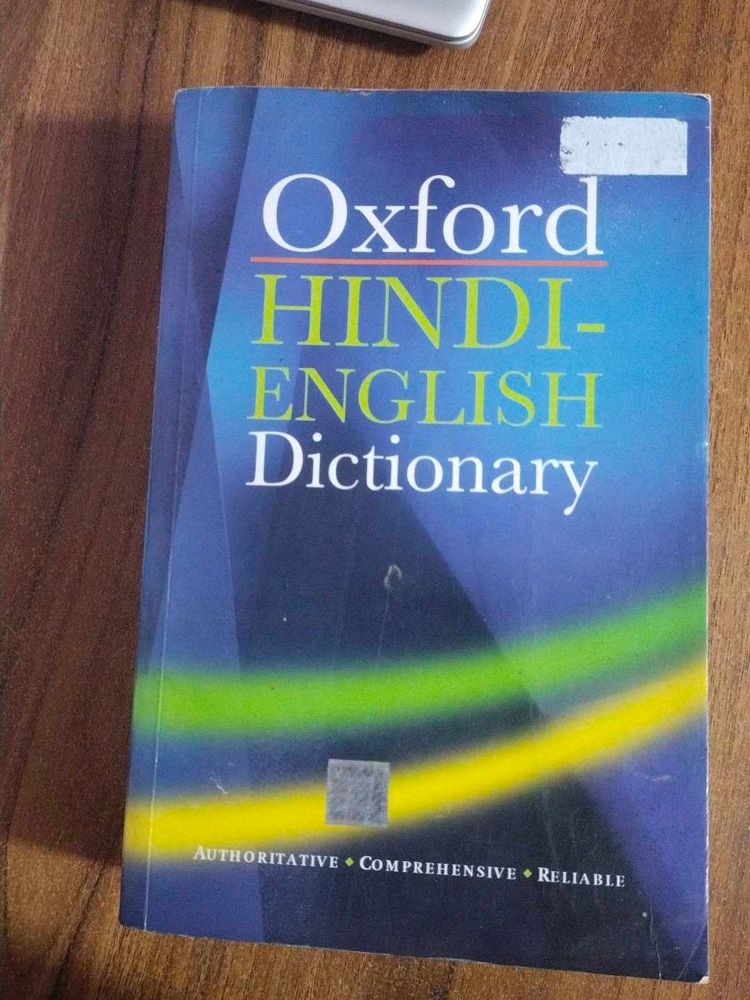 Oxford
HINDI-
ENGLISH
Dictionary
AUTHORITATIVE ◆ COMPREHENSIVE ◆ RELIABLE